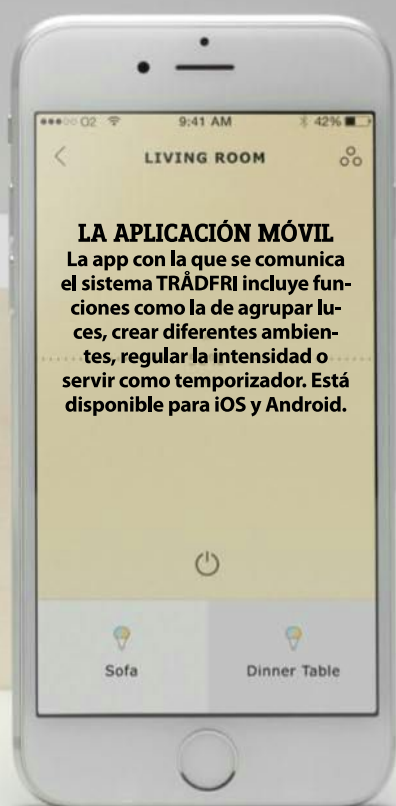 O2 9:41 AM 42%
LIVING ROOM
LA APLICACIÓN MÓVIL
La app con la que se comunica
el sistema TRÅDFRI incluye fun-
ciones como la de agrupar lu-
ces, crear diferentes ambien-
tes, regular la intensidad o
servir como temporizador. Está
disponible para iOS y Android.
Sofa Dinner Table